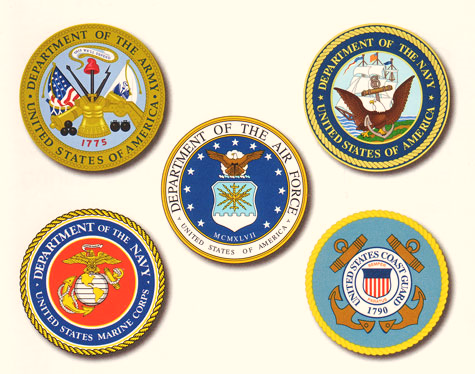 DEPARTMENT OF THE ARMY
UNITED STATES OF AMERICA
1775
DEPARTMENT OF THE NAVY
UNITED STATES OF AMERICA
DEPARTMENT OF THE AIR FORCE
MCMXLVII
UNITED STATES OF AMERICA
DEPARTMENT OF THE NAVY
UNITED STATES MARINE CORPS
UNITED STATES COAST GUARD
1790